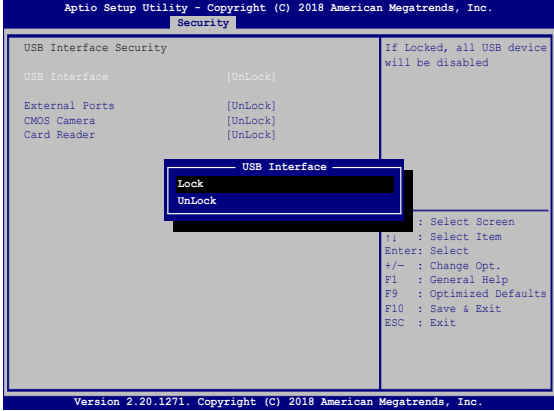 Aptio Setup Utility - Copyright (C) 2018 American Megatrends, Inc.
Security
USB Interface Security
USB Interface [UnLock]
External Ports [UnLock]
CMOS Camera [UnLock]
Card Reader [UnLock]
USB Interface
Lock
UnLock
If Locked, all USB device
will be disabled
: Select Screen
↑↓ : Select Item
Enter: Select
+/— : Change Opt.
F1 : General Help
F9 : Optimized Defaults
F10 : Save & Exit
ESC : Exit
Version 2.20.1271. Copyright (C) 2018 American Megatrends, Inc.